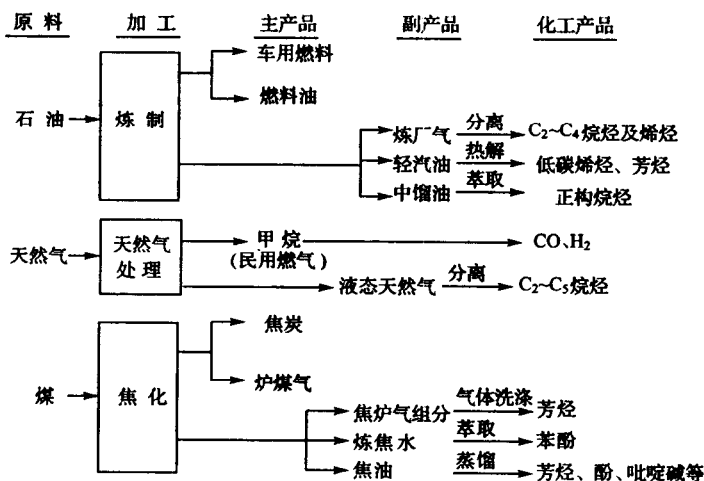 原料 加工 主产品 副产品 化工产品
车用燃料
燃料油
石油 炼制
炼厂气 分离 C2~C4烷烃及烯烃
轻汽油 热解 低碳烯烃、芳烃
中馏油 萃取 正构烷烃
天然气 天然气处理 甲烷 CO、H2
(民用燃气)
液态天然气 分离 C2~C5烷烃
焦炭
煤 焦化 炉煤气
焦炉气组分 气体洗涤 芳烃
炼焦水 萃取 苯酚
焦油 蒸馏 芳烃、酚、吡啶碱等